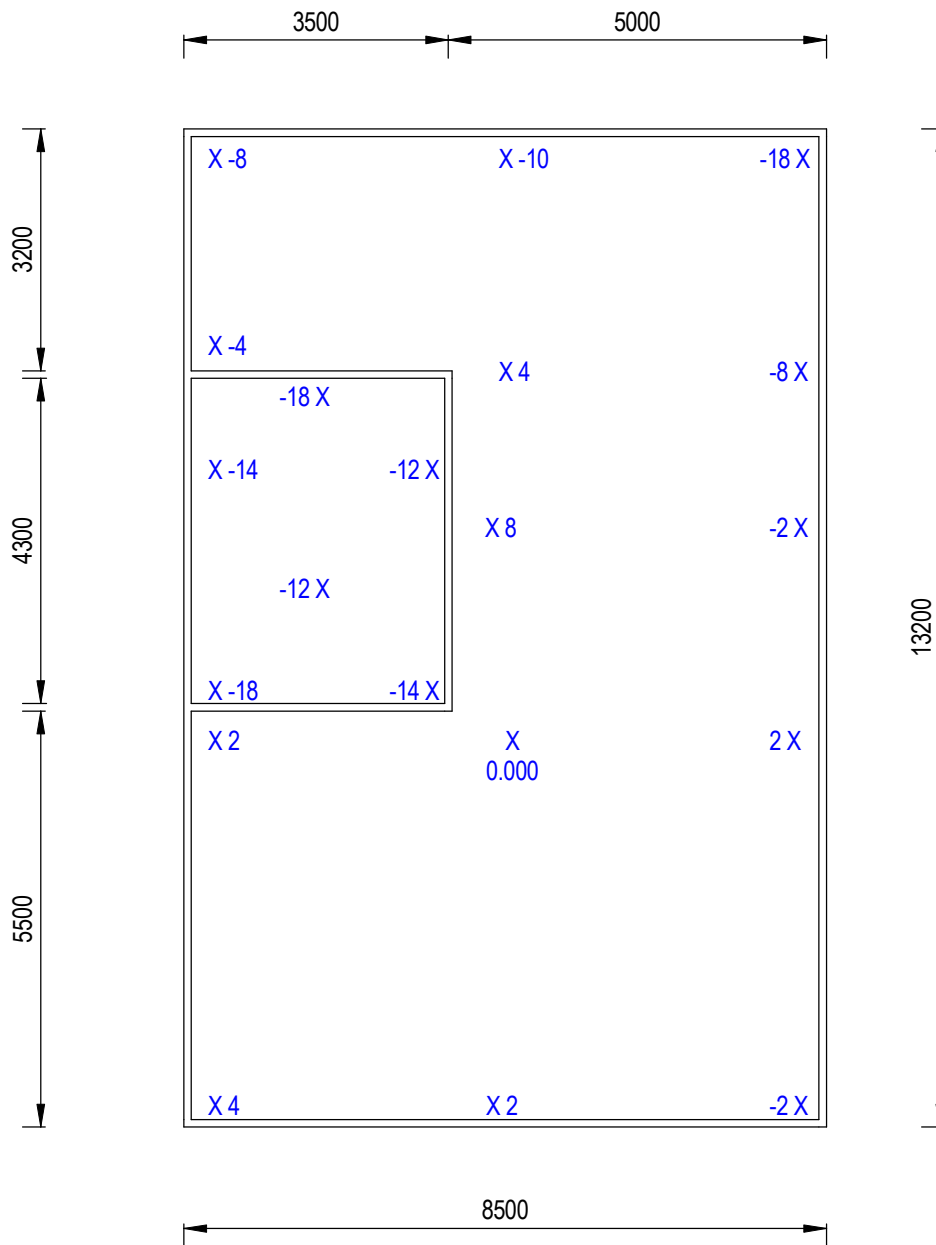 3500 5000
X -8 X -10 -18 X
3200
X -4
X 4 -8 X
-18 X
X -14 -12 X
4300
X 8 -2 X
-12 X
13200
X -18 -14 X
X 2 X 2 X
0.000
5500
X 4 X 2 -2 X
8500